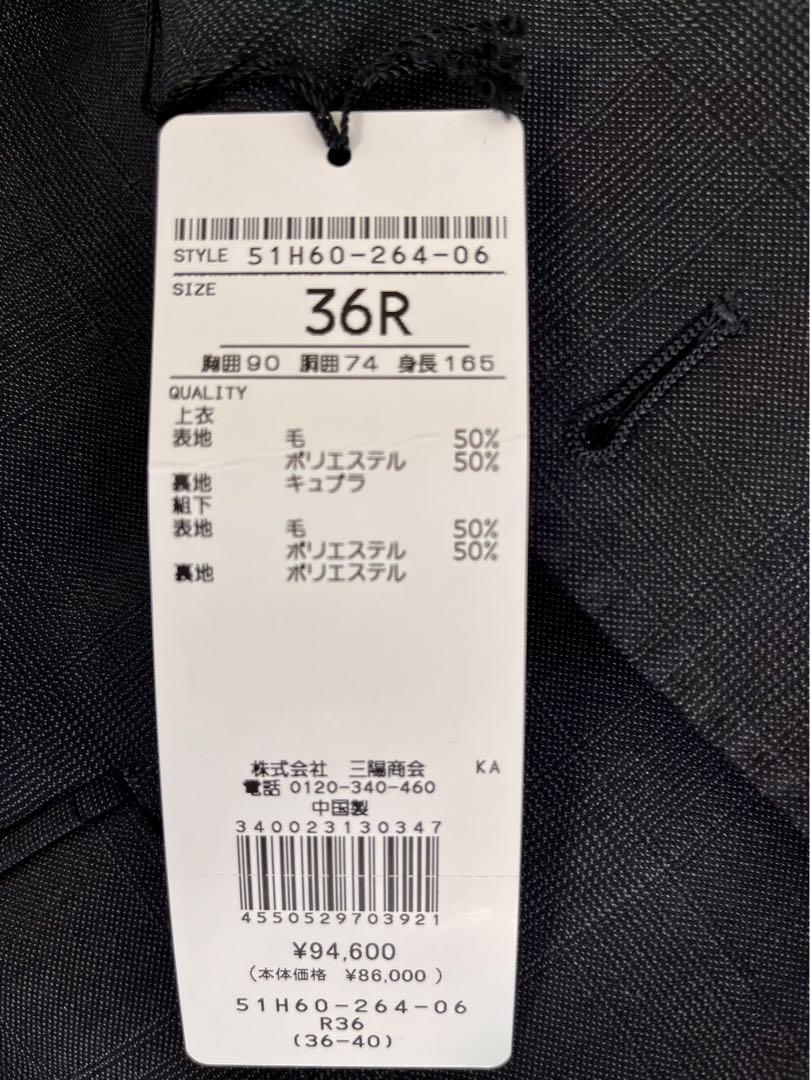 STYLE 51H60-264-06
SIZE
36R
胸囲90 胴囲74 身長165
QUALITY
上衣
表地 毛 50%
ポリエステル 50%
裏地 キュプラ
組下
表地 毛 50%
ポリエステル 50%
裏地 ポリエステル
株式会社 三陽商会 KA
電話 0120-340-460
中国製
340023130347
4550529703921
¥94,600
(本体価格 ¥86,000)
51H60-264-06
R36
(36-40)